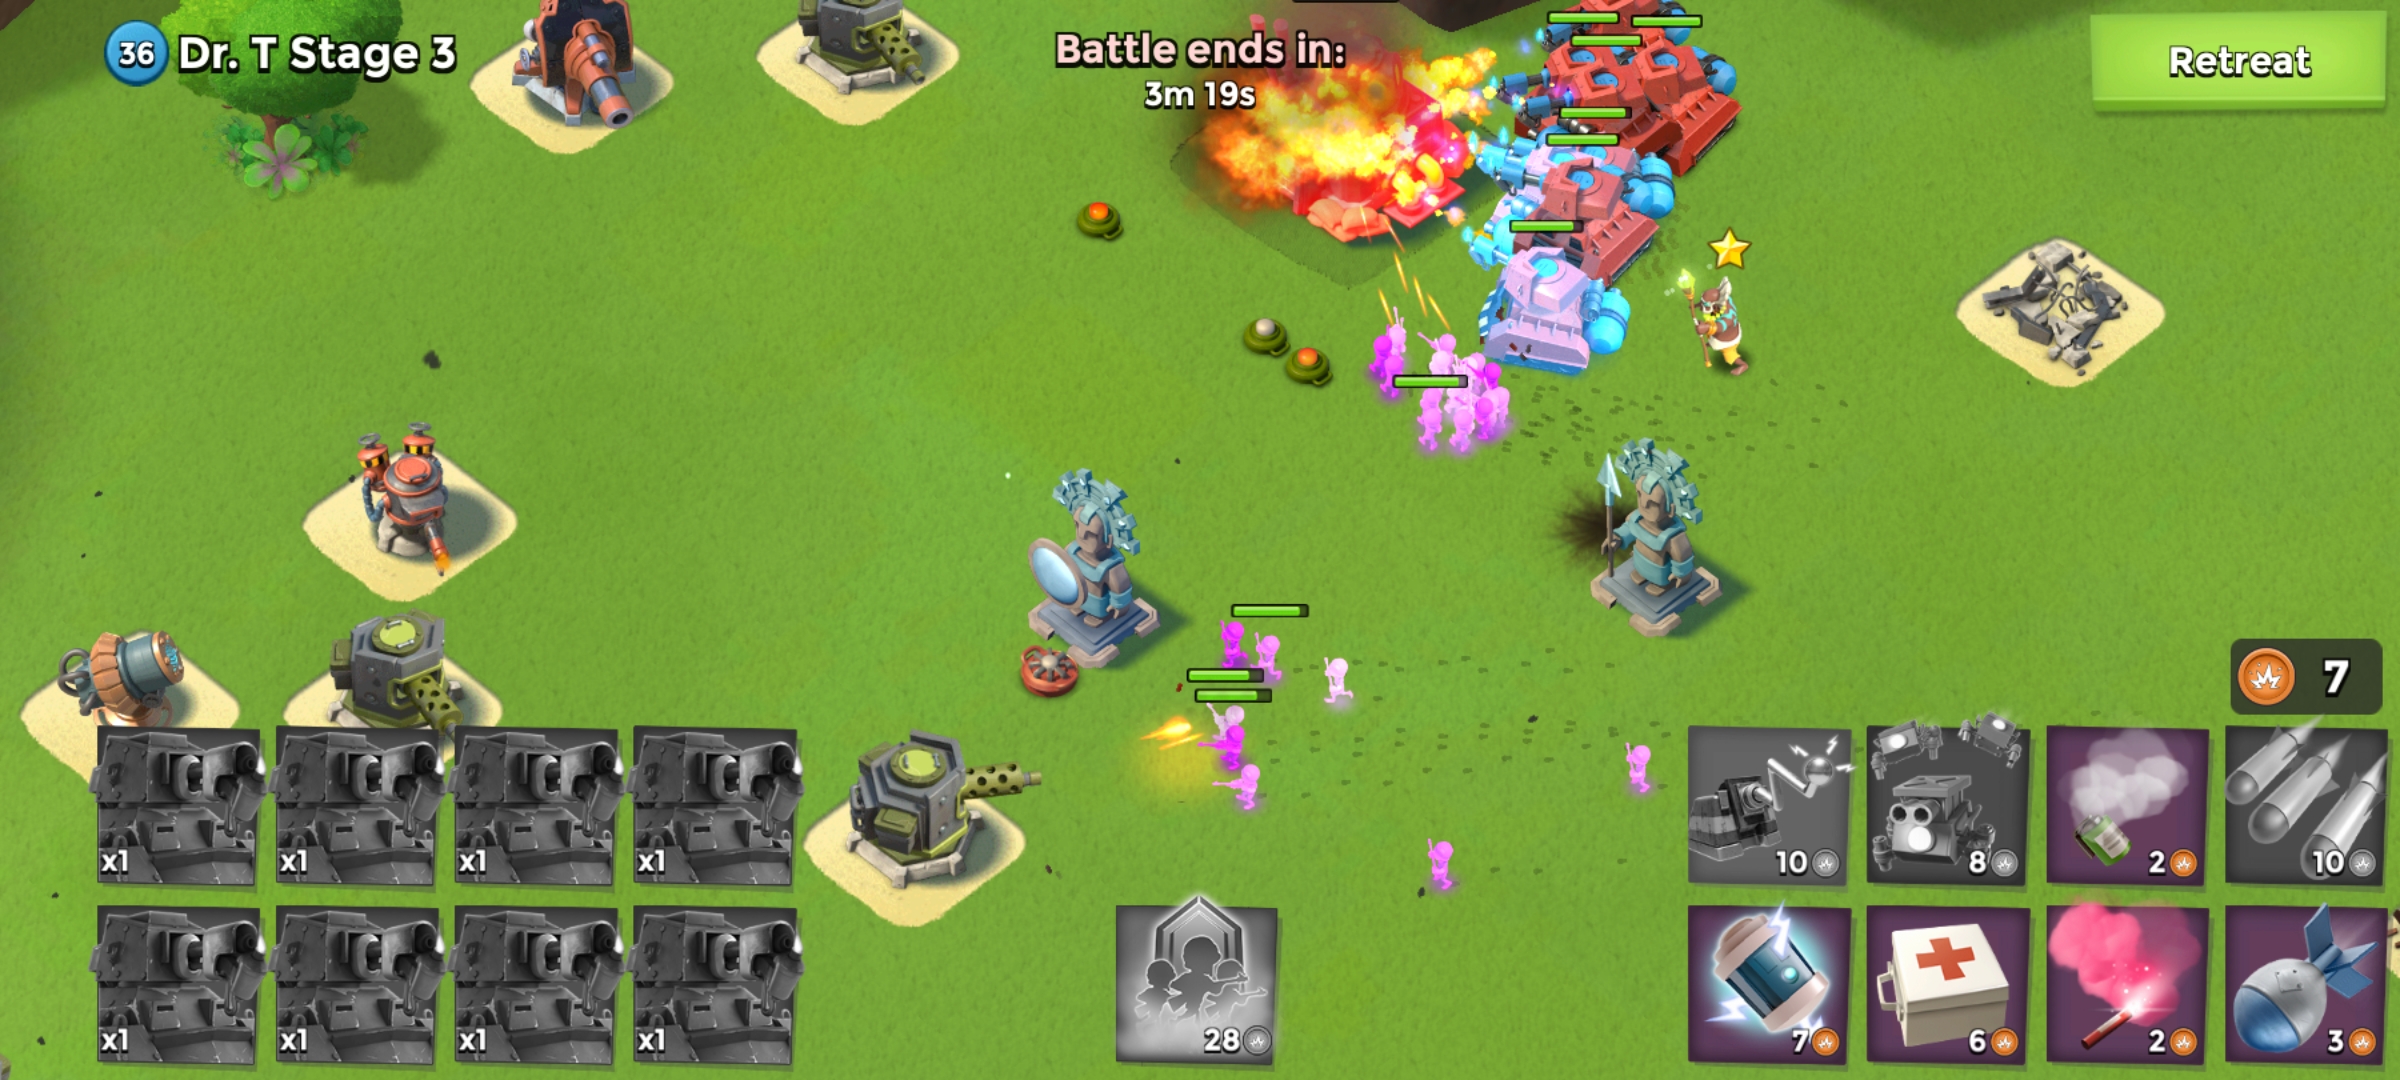 36 Dr. T Stage 3
Battle ends in:
3m 19s
Retreat
7
x1 x1 x1 x1
10 8 2 10
x1 x1 x1 x1
28
7 6 2 3